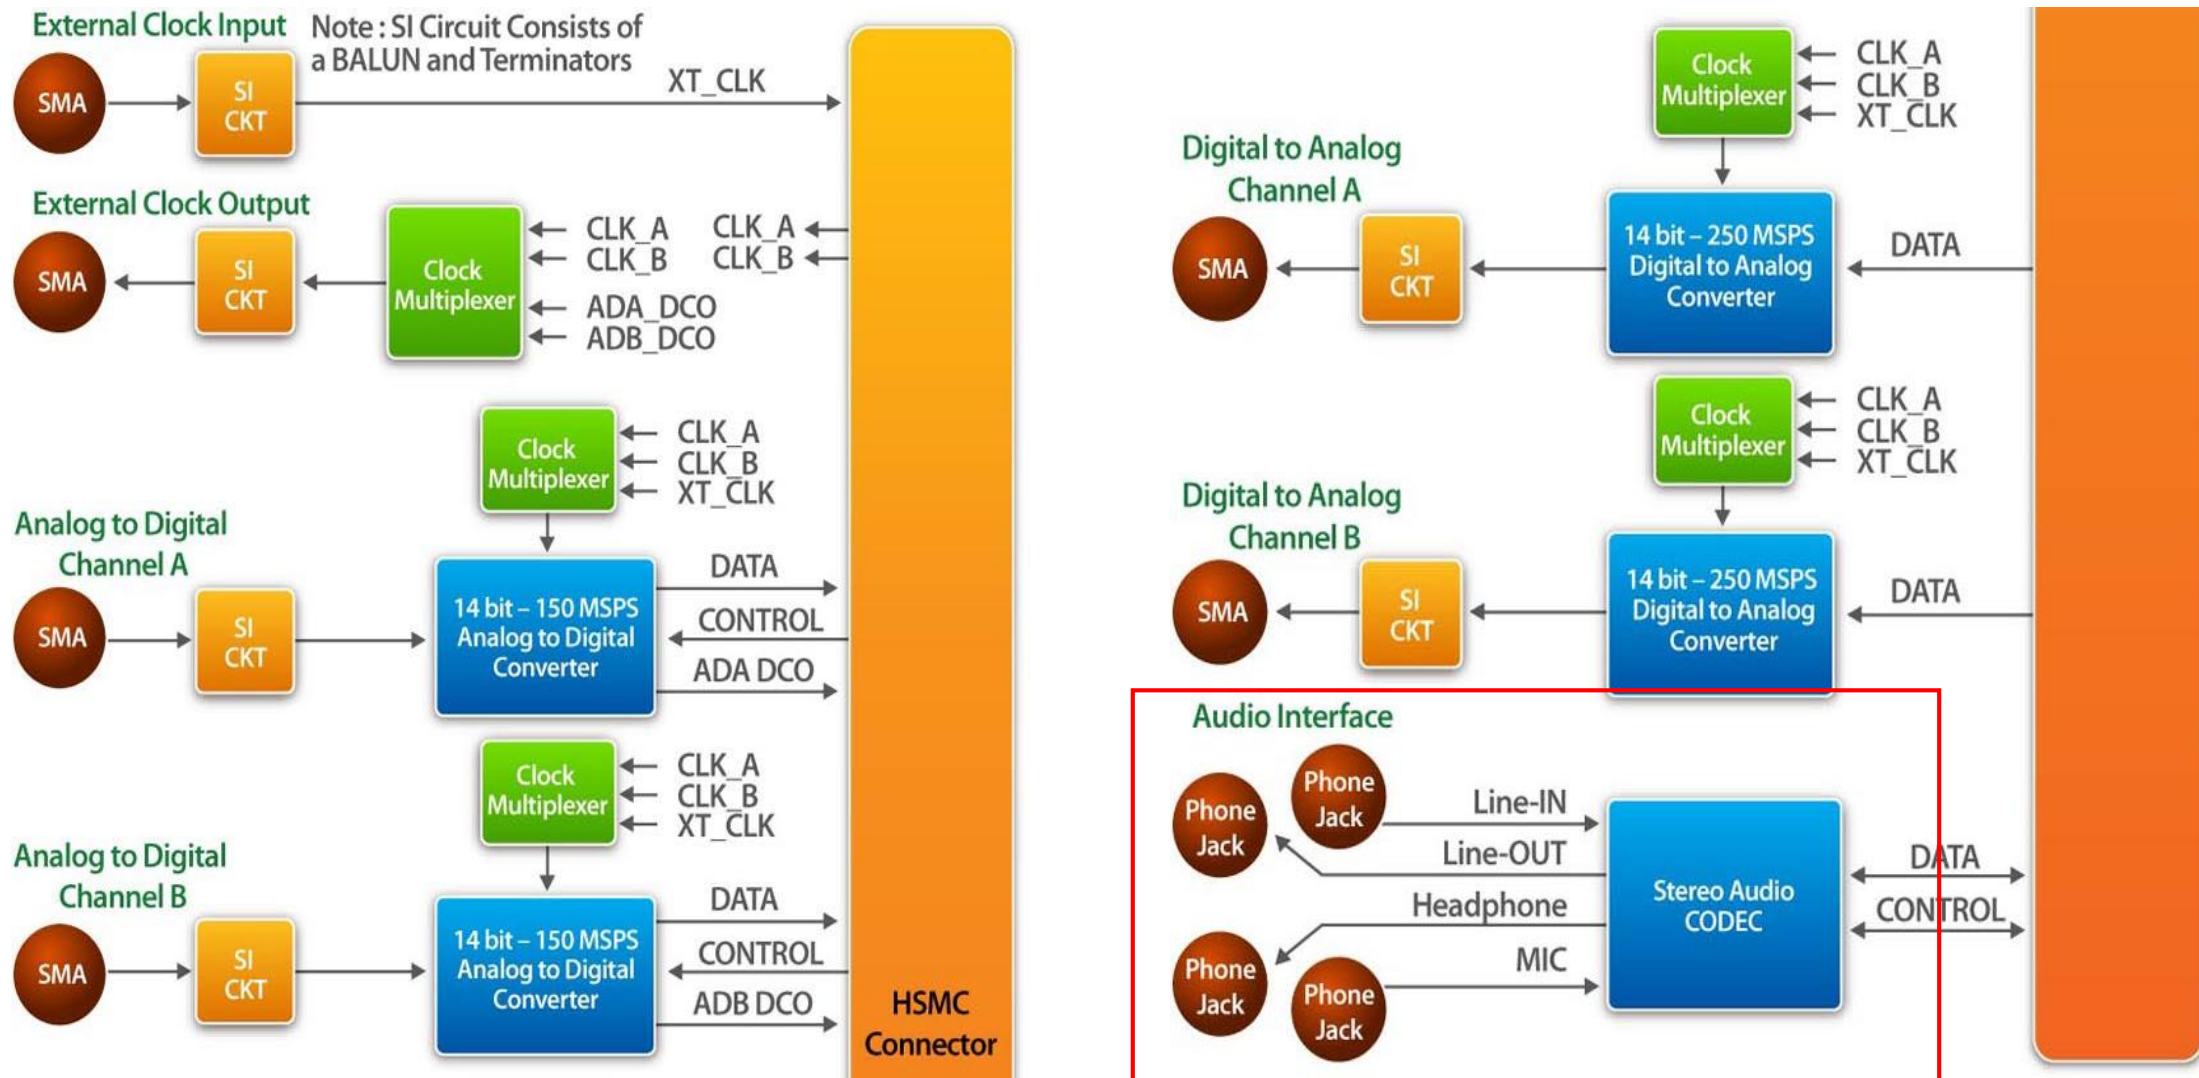 External Clock Input
Note : SI Circuit Consists of
a BALUN and Terminators
SMA
SI
CKT
XT_CLK
External Clock Output
SMA
SI
CKT
Clock
Multiplexer
CLK_A
CLK_B
ADA_DCO
ADB_DCO
CLK_A
CLK_B
Clock
Multiplexer
CLK_A
CLK_B
XT_CLK
Analog to Digital
Channel A
SMA
SI
CKT
14 bit – 150 MSPS
Analog to Digital
Converter
DATA
CONTROL
ADA DCO
Clock
Multiplexer
CLK_A
CLK_B
XT_CLK
Analog to Digital
Channel B
SMA
SI
CKT
14 bit – 150 MSPS
Analog to Digital
Converter
DATA
CONTROL
ADB DCO
HSMC
Connector
Clock
Multiplexer
CLK_A
CLK_B
XT_CLK
Digital to Analog
Channel A
SMA
SI
CKT
14 bit – 250 MSPS
Digital to Analog
Converter
DATA
Clock
Multiplexer
CLK_A
CLK_B
XT_CLK
Digital to Analog
Channel B
SMA
SI
CKT
14 bit – 250 MSPS
Digital to Analog
Converter
DATA
Audio Interface
Phone
Jack
Phone
Jack
Line-IN
Line-OUT
Headphone
MIC
Phone
Jack
Phone
Jack
Stereo Audio
CODEC
DATA
CONTROL